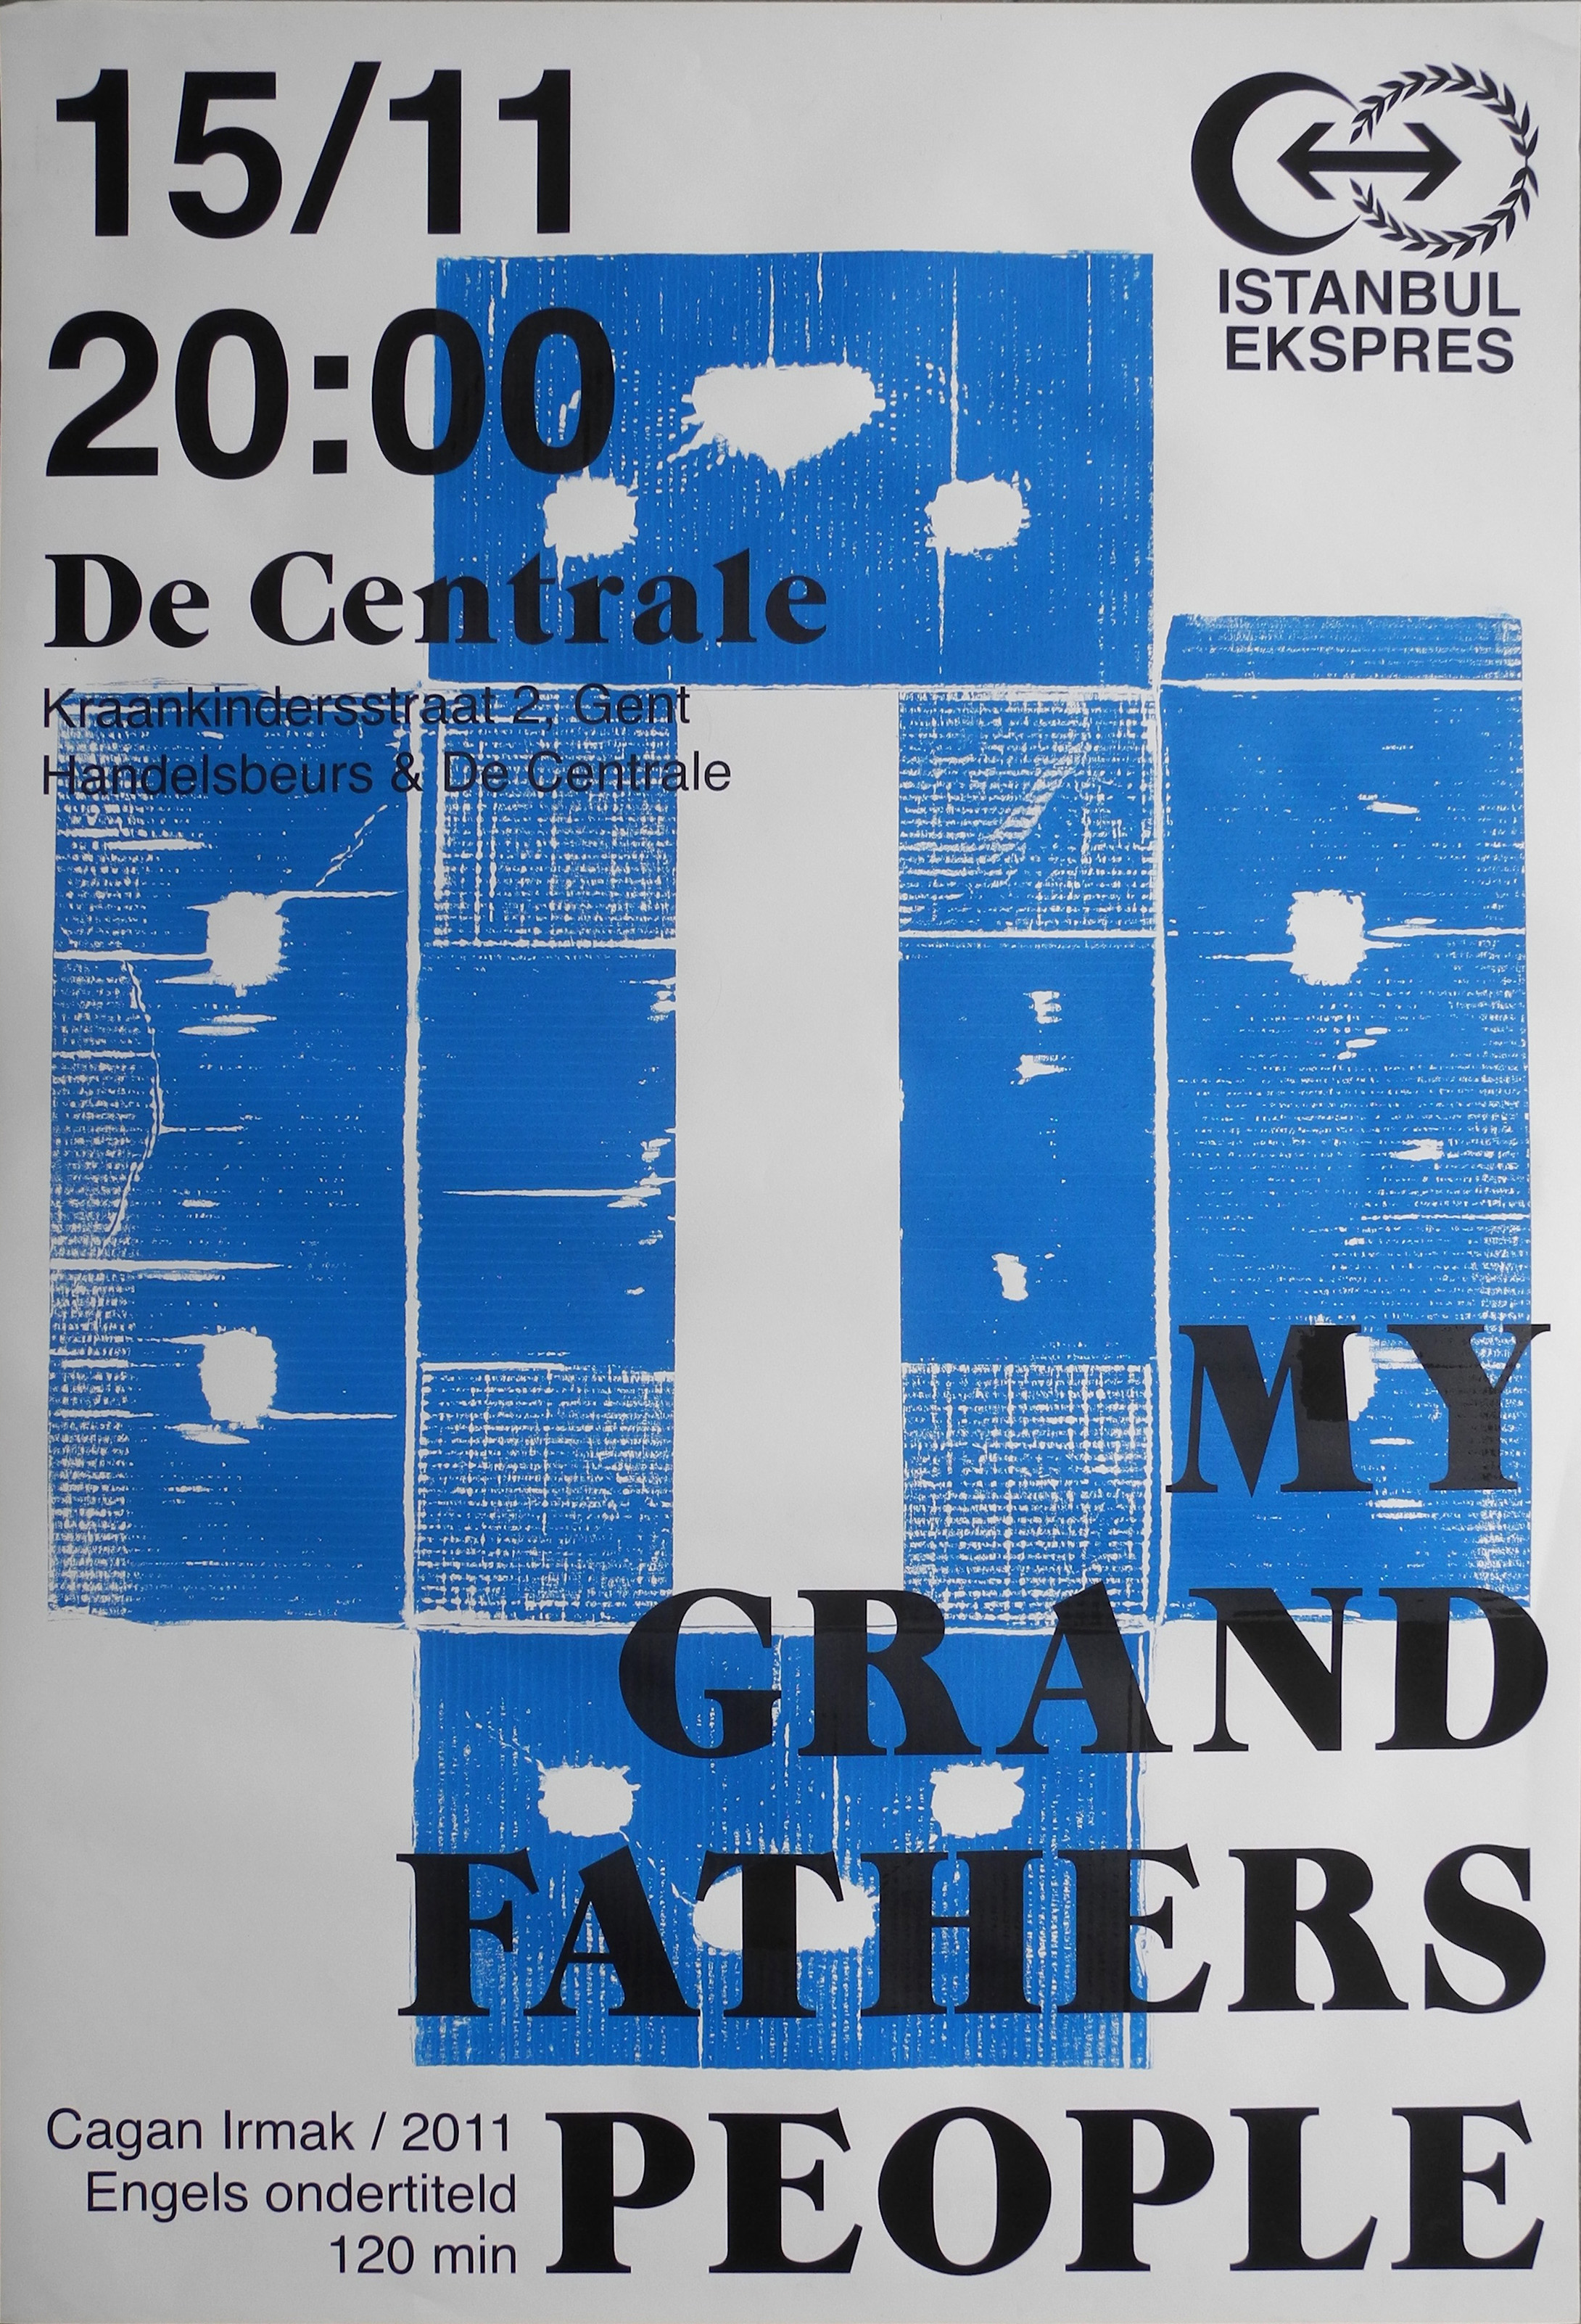 15/11
20:00
De Centrale
Kraankindersstraat 2, Gent
Handelsbeurs & De Centrale
ISTANBUL
EKSPRES
MY
GRAND
FATHERS
PEOPLE
Cagan Irmak / 2011
Engels ondertiteld
120 min